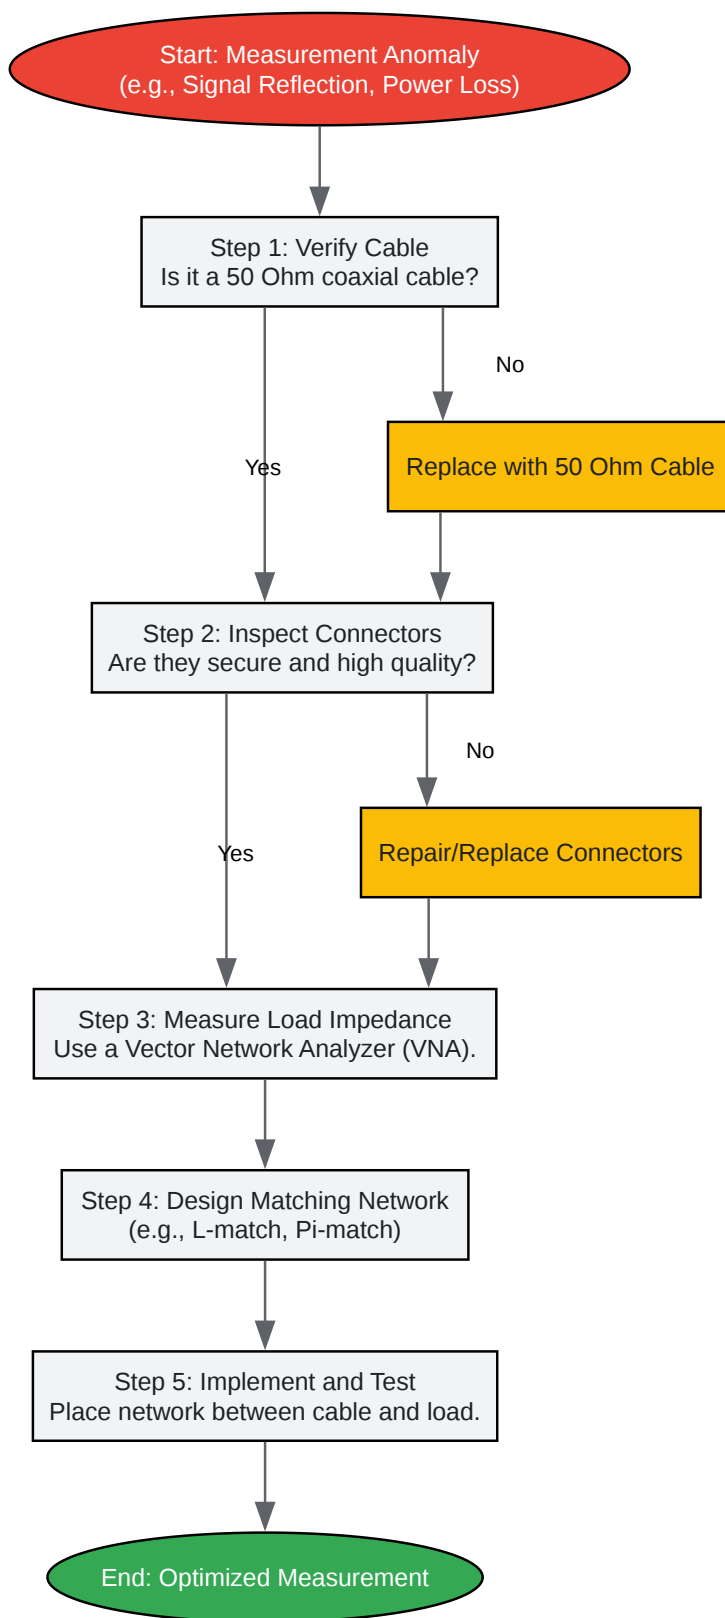 Start: Measurement Anomaly
(e.g., Signal Reflection, Power Loss)
Step 1: Verify Cable
Is it a 50 Ohm coaxial cable?
No
Yes
Replace with 50 Ohm Cable
Step 2: Inspect Connectors
Are they secure and high quality?
No
Yes
Repair/Replace Connectors
Step 3: Measure Load Impedance
Use a Vector Network Analyzer (VNA).
Step 4: Design Matching Network
(e.g., L-match, Pi-match)
Step 5: Implement and Test
Place network between cable and load.
End: Optimized Measurement